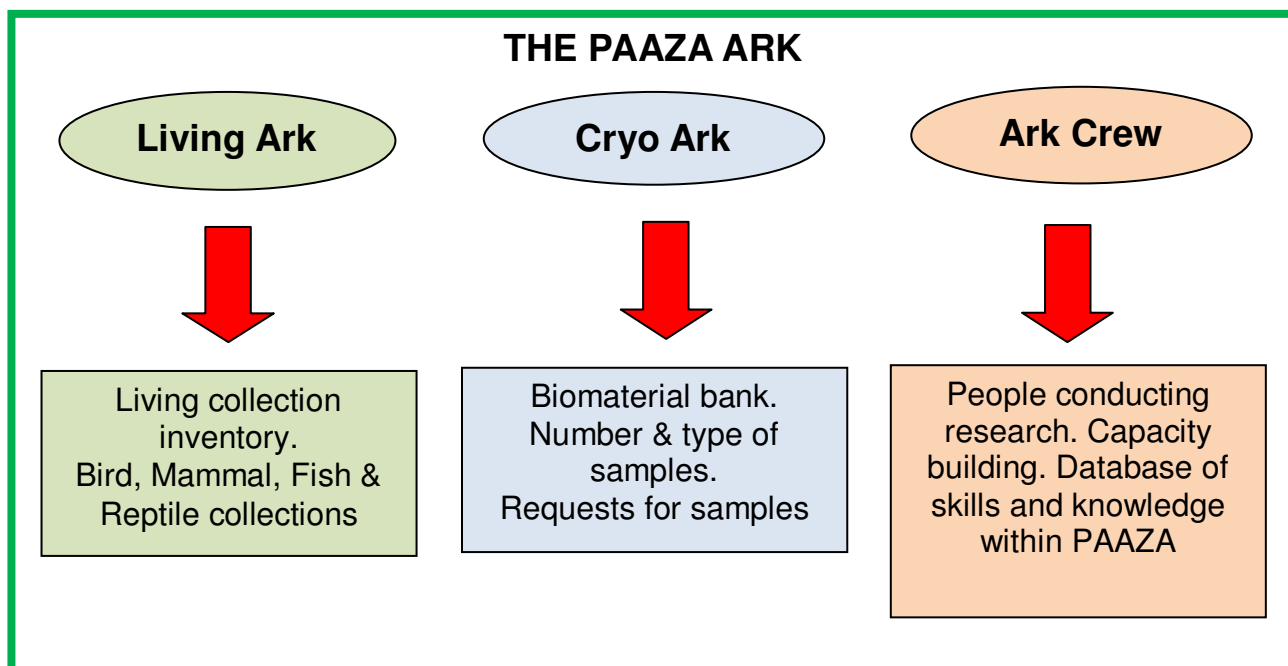 THE PAAZA ARK
Living Ark
Cryo Ark
Ark Crew
Living collection
inventory.
Bird, Mammal, Fish &
Reptile collections
Biomaterial bank.
Number & type of
samples.
Requests for samples
People conducting
research. Capacity
building. Database of
skills and knowledge
within PAAZA